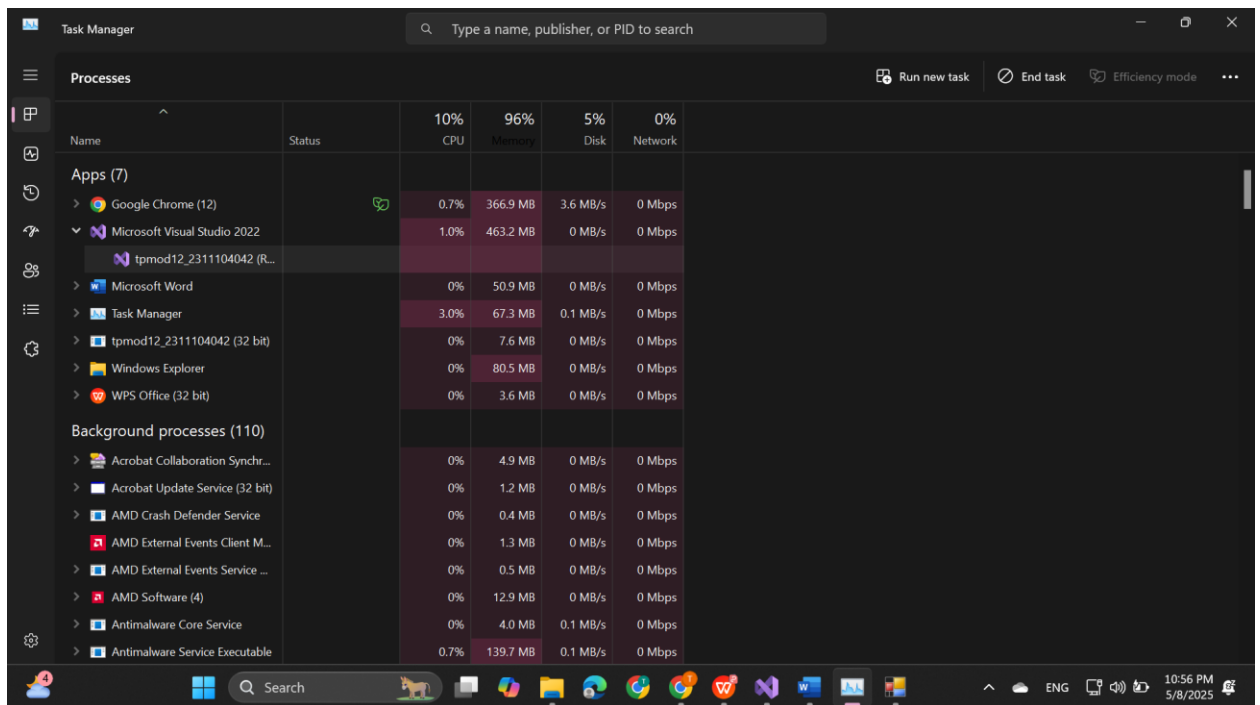 Task Manager
Type a name, publisher, or PID to search
Processes
Run new task
End task
Efficiency mode
10% 96% 5% 0%
Name Status CPU Memory Disk Network
Apps (7)
Google Chrome (12) 0.7% 366.9 MB 3.6 MB/s 0 Mbps
Microsoft Visual Studio 2022 1.0% 463.2 MB 0 MB/s 0 Mbps
tpmod12_2311104042 (R...
Microsoft Word 0% 50.9 MB 0 MB/s 0 Mbps
Task Manager 3.0% 67.3 MB 0.1 MB/s 0 Mbps
tpmod12_2311104042 (32 bit) 0% 7.6 MB 0 MB/s 0 Mbps
Windows Explorer 0% 80.5 MB 0 MB/s 0 Mbps
WPS Office (32 bit) 0% 3.6 MB 0 MB/s 0 Mbps
Background processes (110)
Acrobat Collaboration Synchr... 0% 4.9 MB 0 MB/s 0 Mbps
Acrobat Update Service (32 bit) 0% 1.2 MB 0 MB/s 0 Mbps
AMD Crash Defender Service 0% 0.4 MB 0 MB/s 0 Mbps
AMD External Events Client M... 0% 1.3 MB 0 MB/s 0 Mbps
AMD External Events Service ... 0% 0.5 MB 0 MB/s 0 Mbps
AMD Software (4) 0% 12.9 MB 0 MB/s 0 Mbps
Antimalware Core Service 0% 4.0 MB 0.1 MB/s 0 Mbps
Antimalware Service Executable 0.7% 139.7 MB 0.1 MB/s 0 Mbps
4
Search
ENG
10:56 PM
5/8/2025